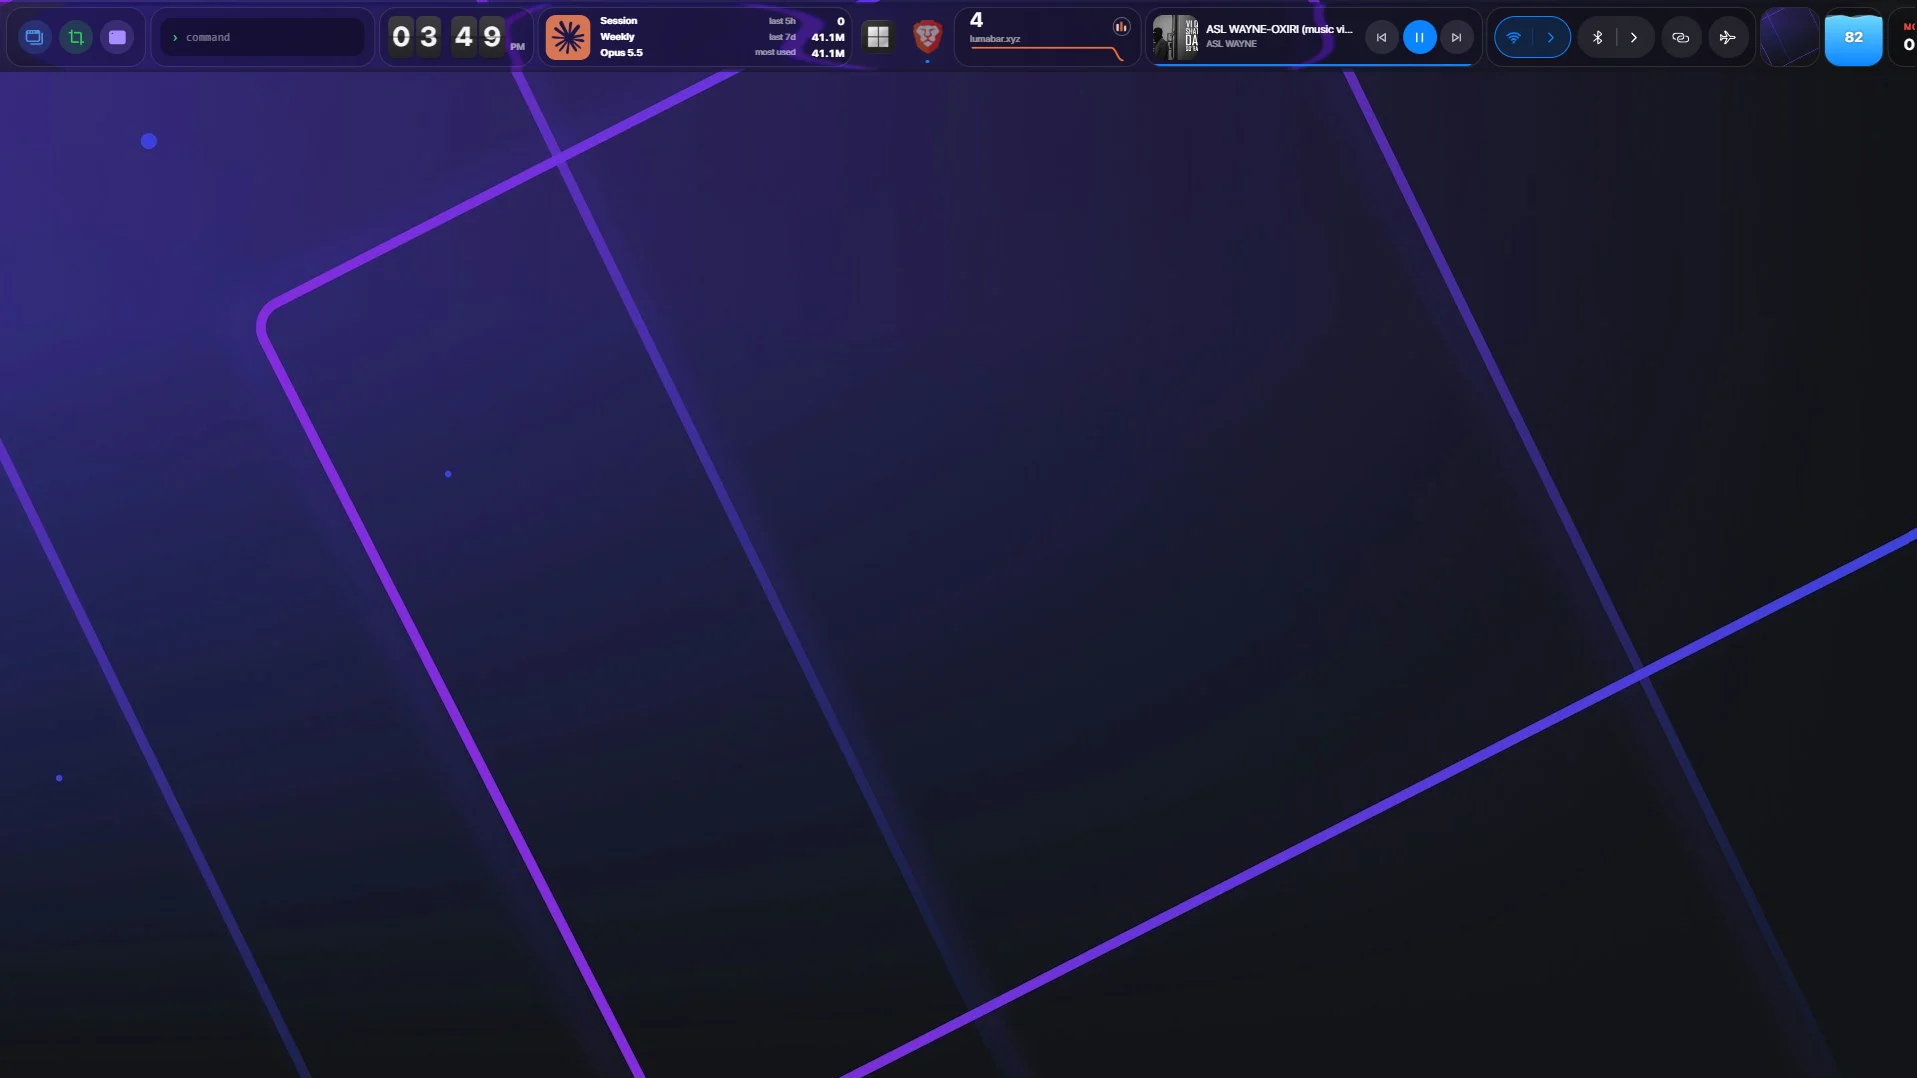 › command
03 49 PM
Session last 5h 0
Weekly last 7d 41.1M
Opus 5.5 most used 41.1M
4
lumabar.xyz
ASL WAYNE-OXIRI (music vi...
ASL WAYNE
82